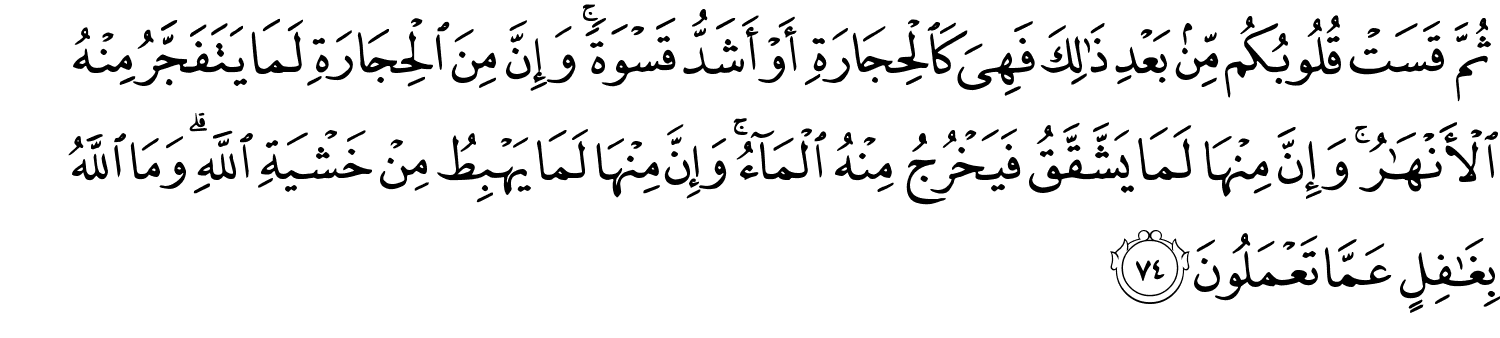 ثُمَّ قَسَتۡ قُلُوبُكُم مِّنۢ بَعۡدِ ذَٰلِكَ فَهِىَ كَٱلۡحِجَارَةِ أَوۡ أَشَدُّ قَسۡوَةٗۚ وَإِنَّ مِنَ ٱلۡحِجَارَةِ لَمَا يَتَفَجَّرُ مِنۡهُ
ٱلۡأَنۡهَٰرُۚ وَإِنَّ مِنۡهَا لَمَا يَشَّقَّقُ فَيَخۡرُجُ مِنۡهُ ٱلۡمَآءُۚ وَإِنَّ مِنۡهَا لَمَا يَهۡبِطُ مِنۡ خَشۡيَةِ ٱللَّهِۗ وَمَا ٱللَّهُ
بِغَٰفِلٍ عَمَّا تَعۡمَلُونَ ٧٤